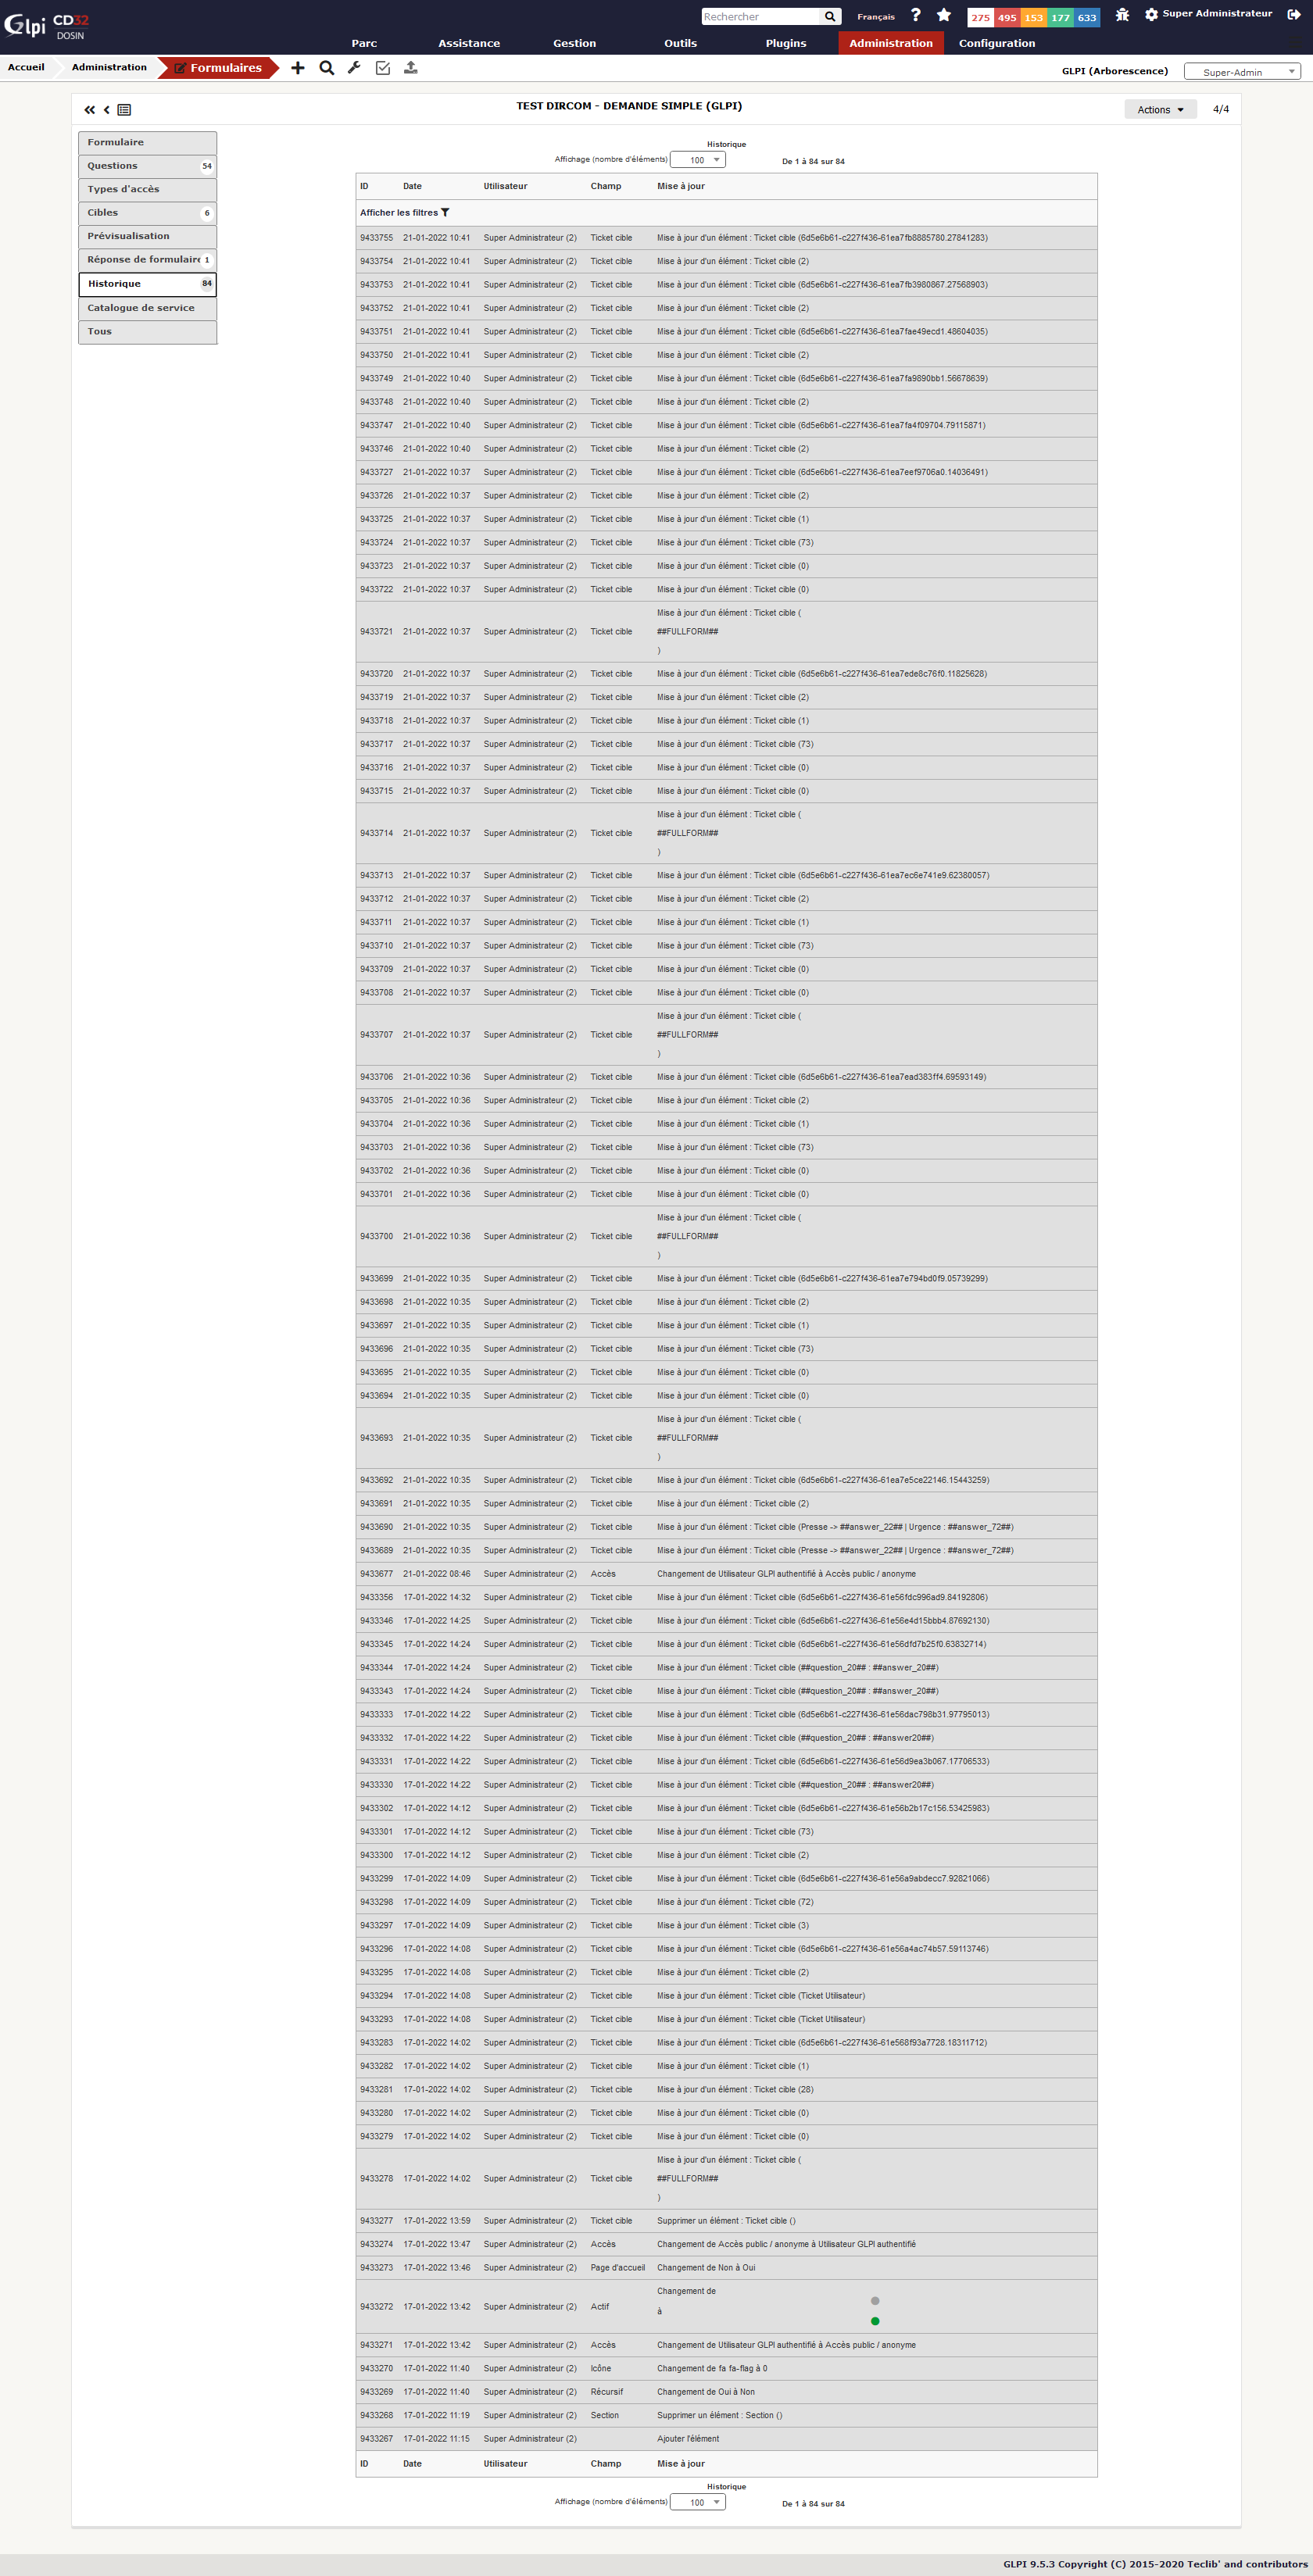 Glpi CD32 DOSIN
Rechercher
Français
275 495 153 177 633
Super Administrateur
Parc Assistance Gestion Outils Plugins Administration Configuration
Accueil Administration Formulaires
GLPI (Arborescence) Super-Admin
TEST DIRCOM - DEMANDE SIMPLE (GLPI)
Actions 4/4
Formulaire
Questions 54
Types d'accès
Cibles 6
Prévisualisation
Réponse de formulaire 1
Historique 84
Catalogue de service
Tous
Historique
Affichage (nombre d'éléments) 100 De 1 à 84 sur 84
ID Date Utilisateur Champ Mise à jour
Afficher les filtres
9433755 21-01-2022 10:41 Super Administrateur (2) Ticket cible Mise à jour d'un élément : Ticket cible (6d5e6b61-c227f436-61ea7fb8885780.27841283)
9433754 21-01-2022 10:41 Super Administrateur (2) Ticket cible Mise à jour d'un élément : Ticket cible (2)
9433753 21-01-2022 10:41 Super Administrateur (2) Ticket cible Mise à jour d'un élément : Ticket cible (6d5e6b61-c227f436-61ea7fb3980867.27568903)
9433752 21-01-2022 10:41 Super Administrateur (2) Ticket cible Mise à jour d'un élément : Ticket cible (2)
9433751 21-01-2022 10:41 Super Administrateur (2) Ticket cible Mise à jour d'un élément : Ticket cible (6d5e6b61-c227f436-61ea7fae49ecd1.48604035)
9433750 21-01-2022 10:41 Super Administrateur (2) Ticket cible Mise à jour d'un élément : Ticket cible (2)
9433749 21-01-2022 10:40 Super Administrateur (2) Ticket cible Mise à jour d'un élément : Ticket cible (6d5e6b61-c227f436-61ea7fa9890bb1.56678639)
9433748 21-01-2022 10:40 Super Administrateur (2) Ticket cible Mise à jour d'un élément : Ticket cible (2)
9433747 21-01-2022 10:40 Super Administrateur (2) Ticket cible Mise à jour d'un élément : Ticket cible (6d5e6b61-c227f436-61ea7fa4f09704.79115871)
9433746 21-01-2022 10:40 Super Administrateur (2) Ticket cible Mise à jour d'un élément : Ticket cible (2)
9433727 21-01-2022 10:37 Super Administrateur (2) Ticket cible Mise à jour d'un élément : Ticket cible (6d5e6b61-c227f436-61ea7eef9706a0.14036491)
9433726 21-01-2022 10:37 Super Administrateur (2) Ticket cible Mise à jour d'un élément : Ticket cible (2)
9433725 21-01-2022 10:37 Super Administrateur (2) Ticket cible Mise à jour d'un élément : Ticket cible (1)
9433724 21-01-2022 10:37 Super Administrateur (2) Ticket cible Mise à jour d'un élément : Ticket cible (73)
9433723 21-01-2022 10:37 Super Administrateur (2) Ticket cible Mise à jour d'un élément : Ticket cible (0)
9433722 21-01-2022 10:37 Super Administrateur (2) Ticket cible Mise à jour d'un élément : Ticket cible (0)
Mise à jour d'un élément : Ticket cible (
9433721 21-01-2022 10:37 Super Administrateur (2) Ticket cible ##FULLFORM##
)
9433720 21-01-2022 10:37 Super Administrateur (2) Ticket cible Mise à jour d'un élément : Ticket cible (6d5e6b61-c227f436-61ea7ede8c76f0.11825628)
9433719 21-01-2022 10:37 Super Administrateur (2) Ticket cible Mise à jour d'un élément : Ticket cible (2)
9433718 21-01-2022 10:37 Super Administrateur (2) Ticket cible Mise à jour d'un élément : Ticket cible (1)
9433717 21-01-2022 10:37 Super Administrateur (2) Ticket cible Mise à jour d'un élément : Ticket cible (73)
9433716 21-01-2022 10:37 Super Administrateur (2) Ticket cible Mise à jour d'un élément : Ticket cible (0)
9433715 21-01-2022 10:37 Super Administrateur (2) Ticket cible Mise à jour d'un élément : Ticket cible (0)
Mise à jour d'un élément : Ticket cible (
9433714 21-01-2022 10:37 Super Administrateur (2) Ticket cible ##FULLFORM##
)
9433713 21-01-2022 10:37 Super Administrateur (2) Ticket cible Mise à jour d'un élément : Ticket cible (6d5e6b61-c227f436-61ea7ec6e741e9.62380057)
9433712 21-01-2022 10:37 Super Administrateur (2) Ticket cible Mise à jour d'un élément : Ticket cible (2)
9433711 21-01-2022 10:37 Super Administrateur (2) Ticket cible Mise à jour d'un élément : Ticket cible (1)
9433710 21-01-2022 10:37 Super Administrateur (2) Ticket cible Mise à jour d'un élément : Ticket cible (73)
9433709 21-01-2022 10:37 Super Administrateur (2) Ticket cible Mise à jour d'un élément : Ticket cible (0)
9433708 21-01-2022 10:37 Super Administrateur (2) Ticket cible Mise à jour d'un élément : Ticket cible (0)
Mise à jour d'un élément : Ticket cible (
9433707 21-01-2022 10:37 Super Administrateur (2) Ticket cible ##FULLFORM##
)
9433706 21-01-2022 10:36 Super Administrateur (2) Ticket cible Mise à jour d'un élément : Ticket cible (6d5e6b61-c227f436-61ea7ead383ff4.69593149)
9433705 21-01-2022 10:36 Super Administrateur (2) Ticket cible Mise à jour d'un élément : Ticket cible (2)
9433704 21-01-2022 10:36 Super Administrateur (2) Ticket cible Mise à jour d'un élément : Ticket cible (1)
9433703 21-01-2022 10:36 Super Administrateur (2) Ticket cible Mise à jour d'un élément : Ticket cible (73)
9433702 21-01-2022 10:36 Super Administrateur (2) Ticket cible Mise à jour d'un élément : Ticket cible (0)
9433701 21-01-2022 10:36 Super Administrateur (2) Ticket cible Mise à jour d'un élément : Ticket cible (0)
Mise à jour d'un élément : Ticket cible (
9433700 21-01-2022 10:36 Super Administrateur (2) Ticket cible ##FULLFORM##
)
9433699 21-01-2022 10:35 Super Administrateur (2) Ticket cible Mise à jour d'un élément : Ticket cible (6d5e6b61-c227f436-61ea7e794bd0f9.05739299)
9433698 21-01-2022 10:35 Super Administrateur (2) Ticket cible Mise à jour d'un élément : Ticket cible (2)
9433697 21-01-2022 10:35 Super Administrateur (2) Ticket cible Mise à jour d'un élément : Ticket cible (1)
9433696 21-01-2022 10:35 Super Administrateur (2) Ticket cible Mise à jour d'un élément : Ticket cible (73)
9433695 21-01-2022 10:35 Super Administrateur (2) Ticket cible Mise à jour d'un élément : Ticket cible (0)
9433694 21-01-2022 10:35 Super Administrateur (2) Ticket cible Mise à jour d'un élément : Ticket cible (0)
Mise à jour d'un élément : Ticket cible (
9433693 21-01-2022 10:35 Super Administrateur (2) Ticket cible ##FULLFORM##
)
9433692 21-01-2022 10:35 Super Administrateur (2) Ticket cible Mise à jour d'un élément : Ticket cible (6d5e6b61-c227f436-61ea7e5ce22146.15443259)
9433691 21-01-2022 10:35 Super Administrateur (2) Ticket cible Mise à jour d'un élément : Ticket cible (2)
9433690 21-01-2022 10:35 Super Administrateur (2) Ticket cible Mise à jour d'un élément : Ticket cible (Presse -> ##answer_22## | Urgence : ##answer_72##)
9433689 21-01-2022 10:35 Super Administrateur (2) Ticket cible Mise à jour d'un élément : Ticket cible (Presse -> ##answer_22## | Urgence : ##answer_72##)
9433677 21-01-2022 08:46 Super Administrateur (2) Accès Changement de Utilisateur GLPI authentifié à Accès public / anonyme
9433356 17-01-2022 14:32 Super Administrateur (2) Ticket cible Mise à jour d'un élément : Ticket cible (6d5e6b61-c227f436-61e56fdc996ad9.84192806)
9433346 17-01-2022 14:25 Super Administrateur (2) Ticket cible Mise à jour d'un élément : Ticket cible (6d5e6b61-c227f436-61e56e4d15bbb4.87692130)
9433345 17-01-2022 14:24 Super Administrateur (2) Ticket cible Mise à jour d'un élément : Ticket cible (6d5e6b61-c227f436-61e56dfd7b25f0.63832714)
9433344 17-01-2022 14:24 Super Administrateur (2) Ticket cible Mise à jour d'un élément : Ticket cible (##question_20## : ##answer_20##)
9433343 17-01-2022 14:24 Super Administrateur (2) Ticket cible Mise à jour d'un élément : Ticket cible (##question_20## : ##answer_20##)
9433333 17-01-2022 14:22 Super Administrateur (2) Ticket cible Mise à jour d'un élément : Ticket cible (6d5e6b61-c227f436-61e56dac798b31.97795013)
9433332 17-01-2022 14:22 Super Administrateur (2) Ticket cible Mise à jour d'un élément : Ticket cible (##question_20## : ##answer20##)
9433331 17-01-2022 14:22 Super Administrateur (2) Ticket cible Mise à jour d'un élément : Ticket cible (6d5e6b61-c227f436-61e56d9ea3b067.17706533)
9433330 17-01-2022 14:22 Super Administrateur (2) Ticket cible Mise à jour d'un élément : Ticket cible (##question_20## : ##answer20##)
9433302 17-01-2022 14:12 Super Administrateur (2) Ticket cible Mise à jour d'un élément : Ticket cible (6d5e6b61-c227f436-61e56b2b17c156.53425983)
9433301 17-01-2022 14:12 Super Administrateur (2) Ticket cible Mise à jour d'un élément : Ticket cible (73)
9433300 17-01-2022 14:12 Super Administrateur (2) Ticket cible Mise à jour d'un élément : Ticket cible (2)
9433299 17-01-2022 14:09 Super Administrateur (2) Ticket cible Mise à jour d'un élément : Ticket cible (6d5e6b61-c227f436-61e56a9abdecc7.92821066)
9433298 17-01-2022 14:09 Super Administrateur (2) Ticket cible Mise à jour d'un élément : Ticket cible (72)
9433297 17-01-2022 14:09 Super Administrateur (2) Ticket cible Mise à jour d'un élément : Ticket cible (3)
9433296 17-01-2022 14:08 Super Administrateur (2) Ticket cible Mise à jour d'un élément : Ticket cible (6d5e6b61-c227f436-61e56a4ac74b57.59113746)
9433295 17-01-2022 14:08 Super Administrateur (2) Ticket cible Mise à jour d'un élément : Ticket cible (2)
9433294 17-01-2022 14:08 Super Administrateur (2) Ticket cible Mise à jour d'un élément : Ticket cible (Ticket Utilisateur)
9433293 17-01-2022 14:08 Super Administrateur (2) Ticket cible Mise à jour d'un élément : Ticket cible (Ticket Utilisateur)
9433283 17-01-2022 14:02 Super Administrateur (2) Ticket cible Mise à jour d'un élément : Ticket cible (6d5e6b61-c227f436-61e568f93a7728.18311712)
9433282 17-01-2022 14:02 Super Administrateur (2) Ticket cible Mise à jour d'un élément : Ticket cible (1)
9433281 17-01-2022 14:02 Super Administrateur (2) Ticket cible Mise à jour d'un élément : Ticket cible (28)
9433280 17-01-2022 14:02 Super Administrateur (2) Ticket cible Mise à jour d'un élément : Ticket cible (0)
9433279 17-01-2022 14:02 Super Administrateur (2) Ticket cible Mise à jour d'un élément : Ticket cible (0)
Mise à jour d'un élément : Ticket cible (
9433278 17-01-2022 14:02 Super Administrateur (2) Ticket cible ##FULLFORM##
)
9433277 17-01-2022 13:59 Super Administrateur (2) Ticket cible Supprimer un élément : Ticket cible ()
9433274 17-01-2022 13:47 Super Administrateur (2) Accès Changement de Accès public / anonyme à Utilisateur GLPI authentifié
9433273 17-01-2022 13:46 Super Administrateur (2) Page d'accueil Changement de Non à Oui
Changement de
9433272 17-01-2022 13:42 Super Administrateur (2) Actif
à
9433271 17-01-2022 13:42 Super Administrateur (2) Accès Changement de Utilisateur GLPI authentifié à Accès public / anonyme
9433270 17-01-2022 11:40 Super Administrateur (2) Icône Changement de fa fa-flag à 0
9433269 17-01-2022 11:40 Super Administrateur (2) Récursif Changement de Oui à Non
9433268 17-01-2022 11:19 Super Administrateur (2) Section Supprimer un élément : Section ()
9433267 17-01-2022 11:15 Super Administrateur (2) Ajouter l'élément
ID Date Utilisateur Champ Mise à jour
Historique
Affichage (nombre d'éléments) 100 De 1 à 84 sur 84
GLPI 9.5.3 Copyright (C) 2015-2020 Teclib' and contributors